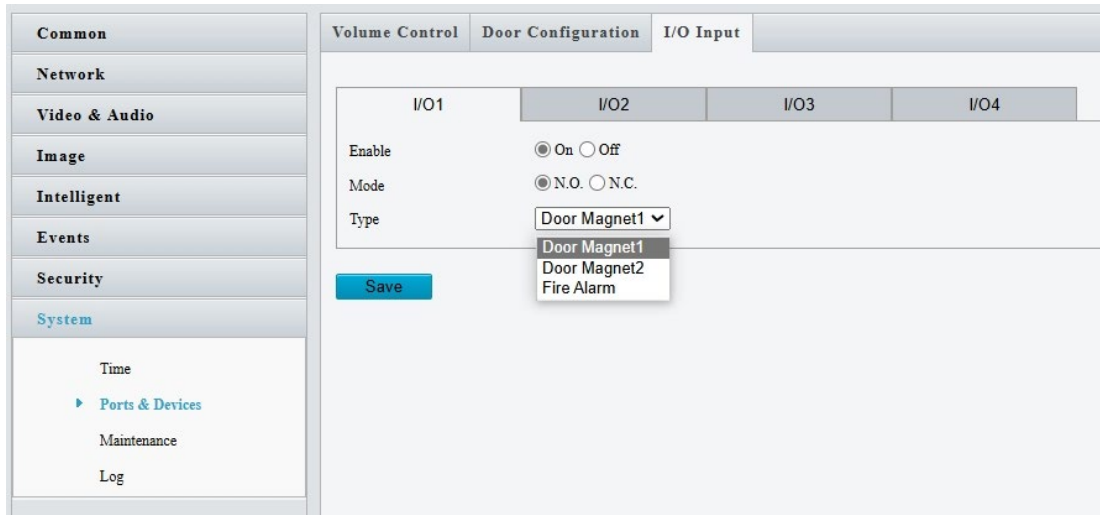 Common
Network
Video & Audio
Image
Intelligent
Events
Security
System
Time
Ports & Devices
Maintenance
Log
Volume Control Door Configuration I/O Input
I/O1 I/O2 I/O3 I/O4
Enable On Off
Mode N.O. N.C.
Type Door Magnet1
Door Magnet1
Door Magnet2
Fire Alarm
Save